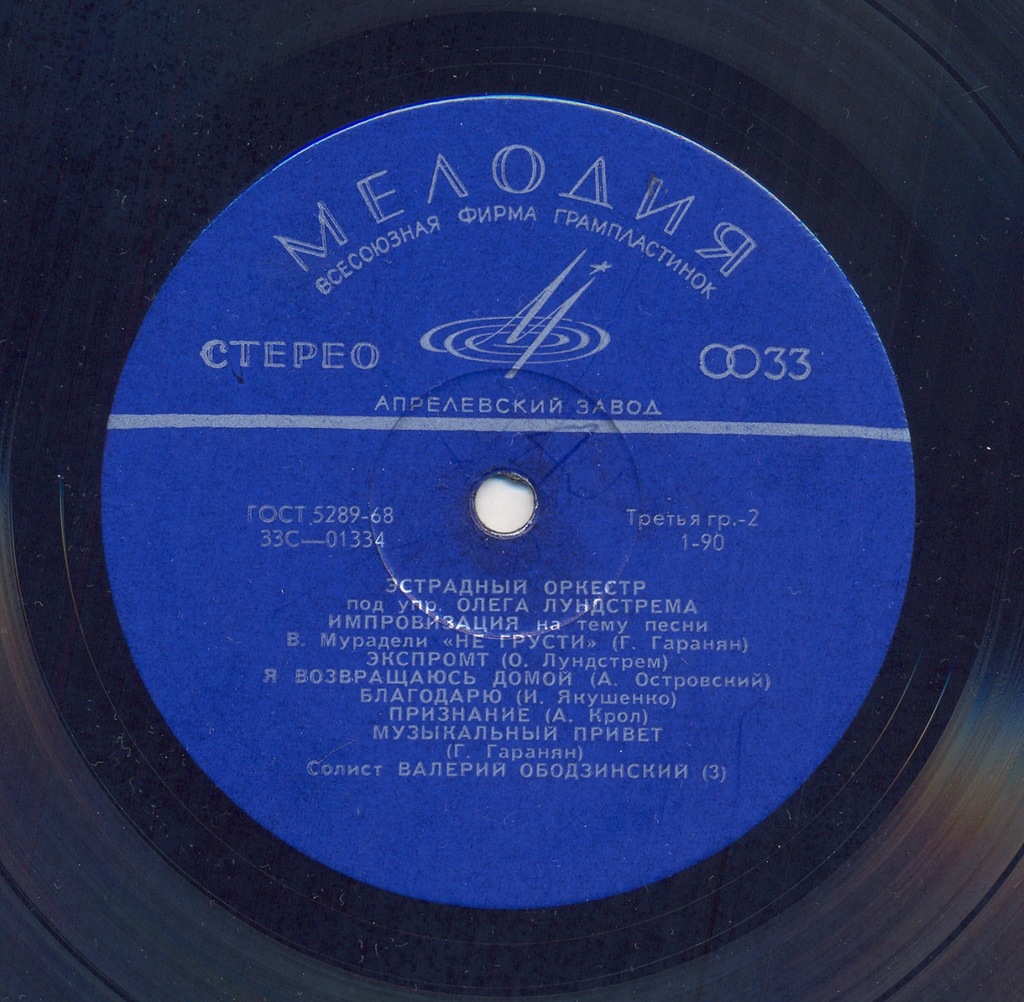 МЕЛОДИЯ
ВСЕСОЮЗНАЯ ФИРМА ГРАМПЛАСТИНОК
СТЕРЕО
33
АПРЕЛЕВСКИЙ ЗАВОД
ГОСТ 5289-68
33С—01334
Третья гр.-2
1-90
ЭСТРАДНЫЙ ОРКЕСТР
под упр. ОЛЕГА ЛУНДСТРЕМА
ИМПРОВИЗАЦИЯ на тему песни
В. Мурадели «НЕ ГРУСТИ» (Г. Гаранян)
ЭКСПРОМТ (О. Лундстрем)
Я ВОЗВРАЩАЮСЬ ДОМОЙ (А. Островский)
БЛАГОДАРЮ (И. Якушенко)
ПРИЗНАНИЕ (А. Крол)
МУЗЫКАЛЬНЫЙ ПРИВЕТ
(Г. Гаранян)
Солист ВАЛЕРИЙ ОБОДЗИНСКИЙ (3)